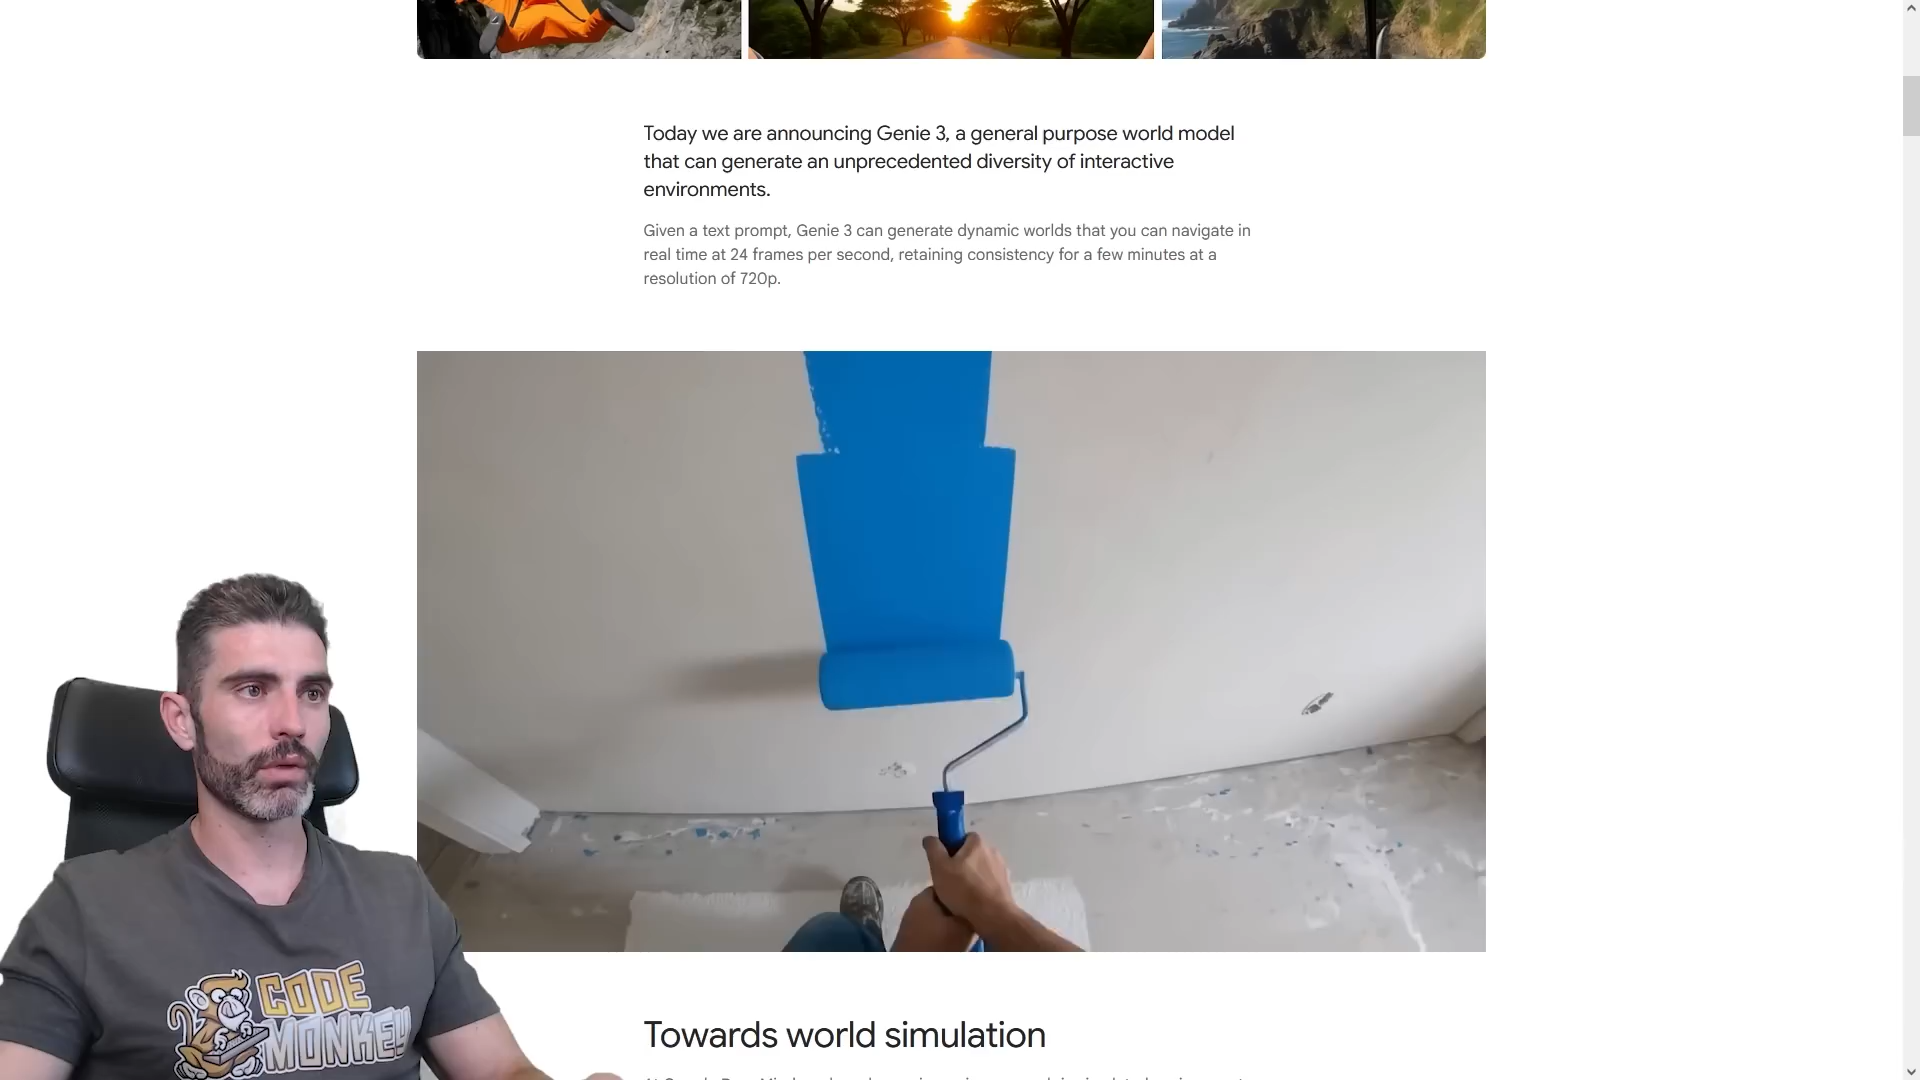 Today we are announcing Genie 3, a general purpose world model
that can generate an unprecedented diversity of interactive
environments.
Given a text prompt, Genie 3 can generate dynamic worlds that you can navigate in
real time at 24 frames per second, retaining consistency for a few minutes at a
resolution of 720p.
CODE
MONKEY
Towards world simulation